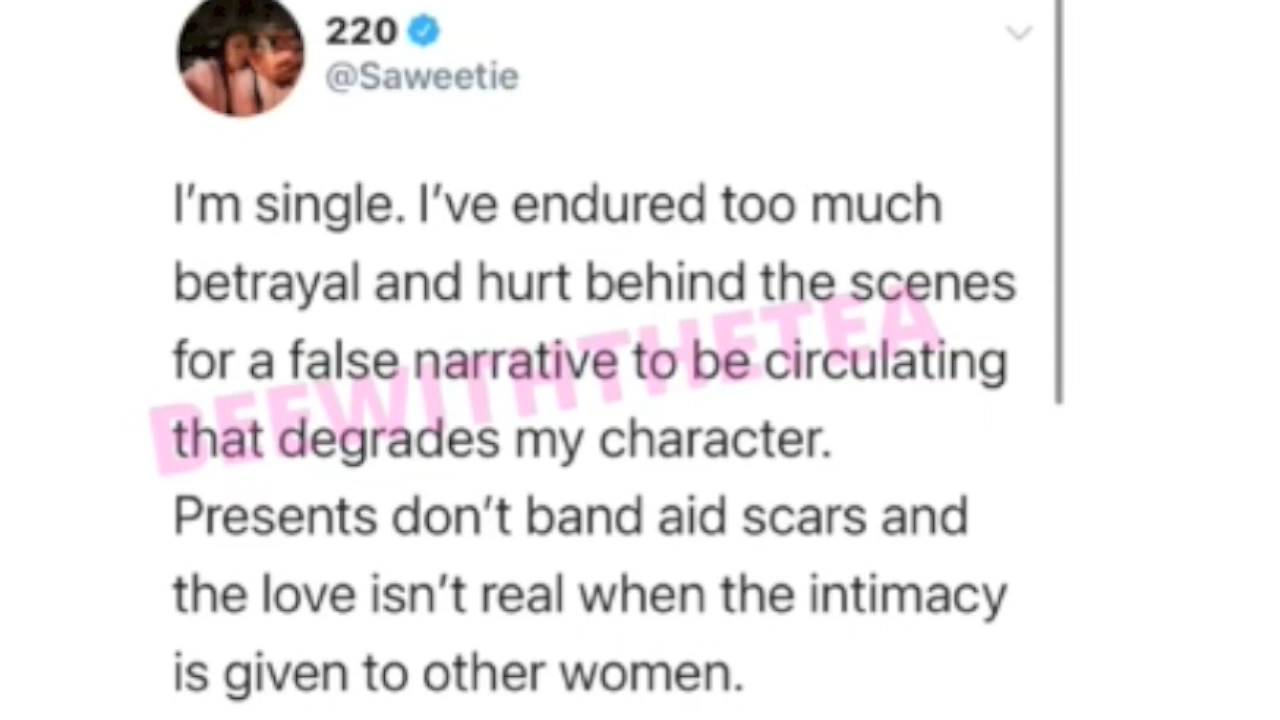 220
@Saweetie
I'm single. I've endured too much
betrayal and hurt behind the scenes
for a false narrative to be circulating
that degrades my character.
Presents don't band aid scars and
the love isn't real when the intimacy
is given to other women.
BEEWITHTHETEA